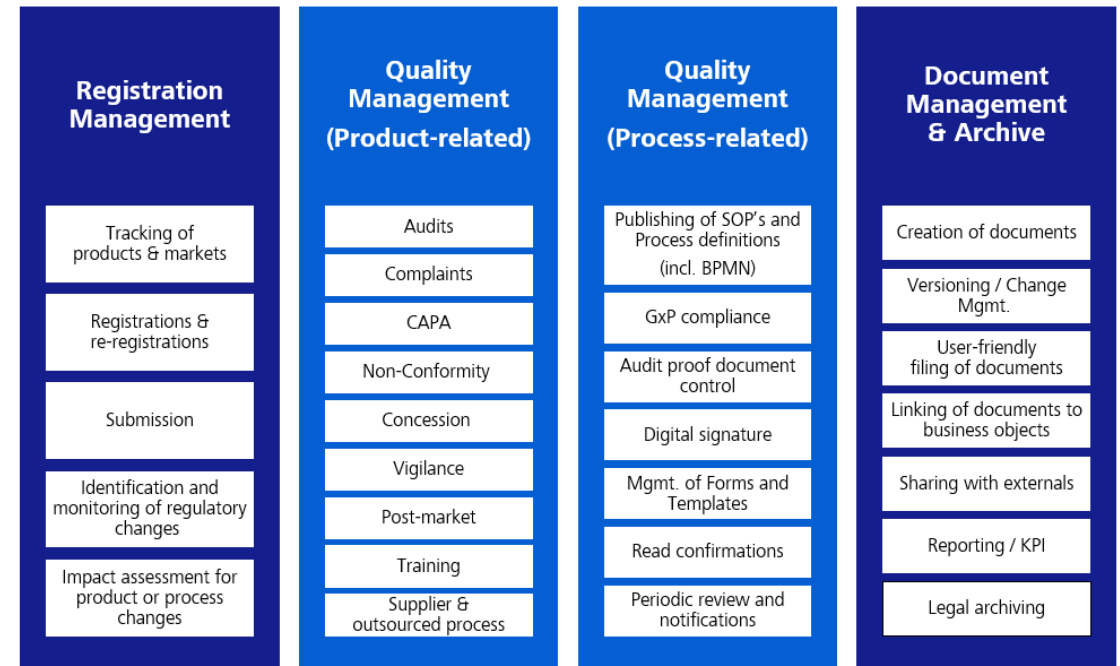 Registration
Management
Tracking of
products & markets
Registrations &
re-registrations
Submission
Identification and
monitoring of regulatory
changes
Impact assessment for
product or process
changes
Quality
Management
(Product-related)
Audits
Complaints
CAPA
Non-Conformity
Concession
Vigilance
Post-market
Training
Supplier &
outsourced process
Quality
Management
(Process-related)
Publishing of SOP's and
Process definitions
(incl. BPMN)
GxP compliance
Audit proof document
control
Digital signature
Mgmt. of Forms and
Templates
Read confirmations
Periodic review and
notifications
Document
Management
& Archive
Creation of documents
Versioning / Change
Mgmt.
User-friendly
filing of documents
Linking of documents to
business objects
Sharing with externals
Reporting / KPI
Legal archiving